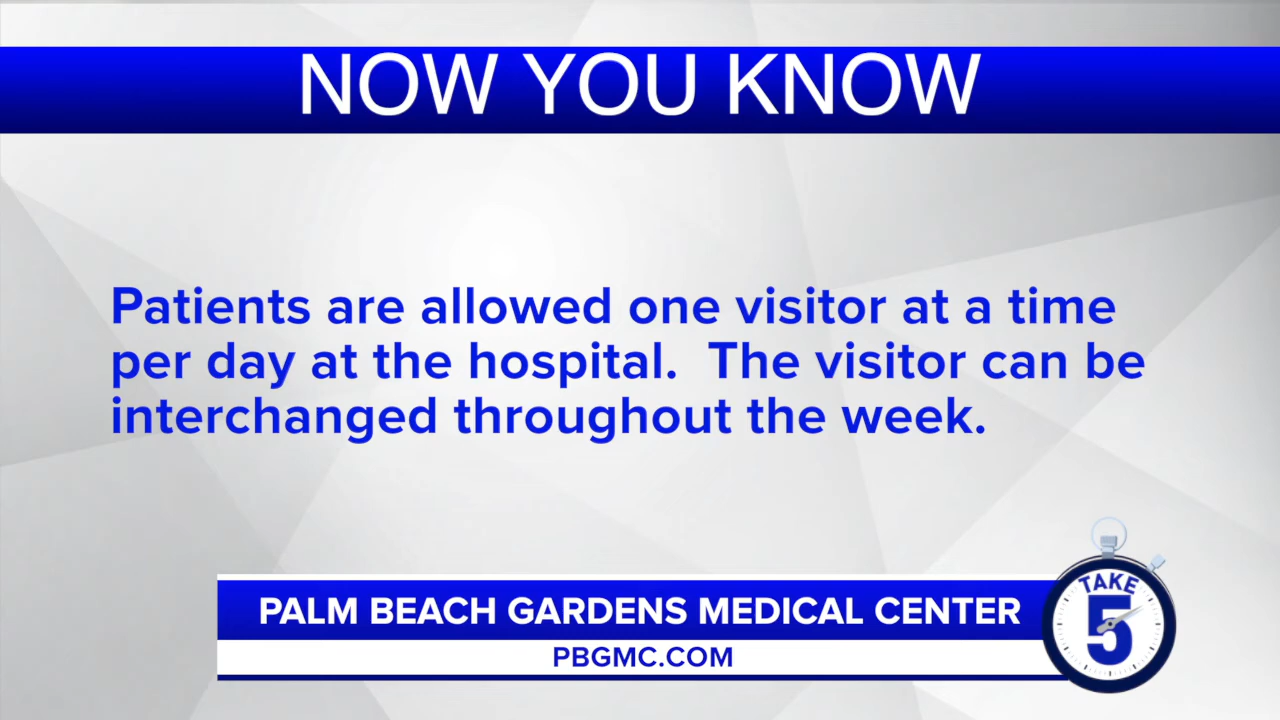 NOW YOU KNOW
Patients are allowed one visitor at a time
per day at the hospital.  The visitor can be
interchanged throughout the week.
PALM BEACH GARDENS MEDICAL CENTER
PBGMC.COM
TAKE
5